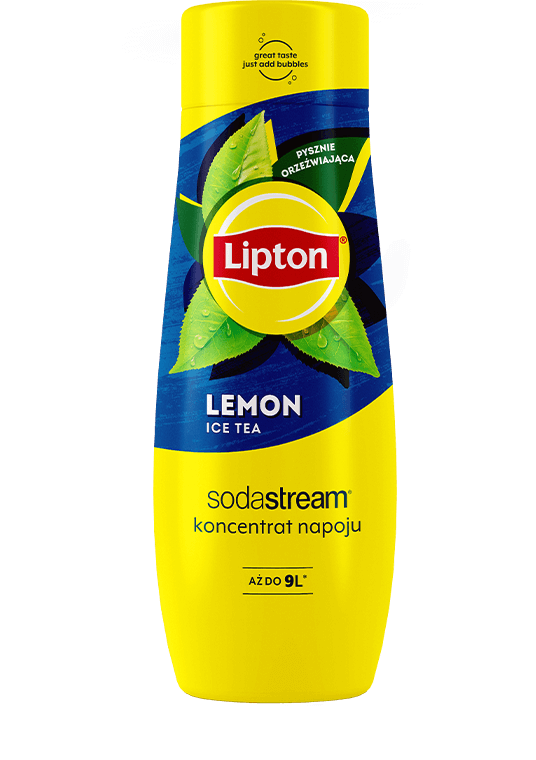 great taste
just add bubbles
PYSZNIE
ORZEŹWIAJĄCA
Lipton®
LEMON
ICE TEA
sodastream®
koncentrat napoju
AŻ DO 9L*